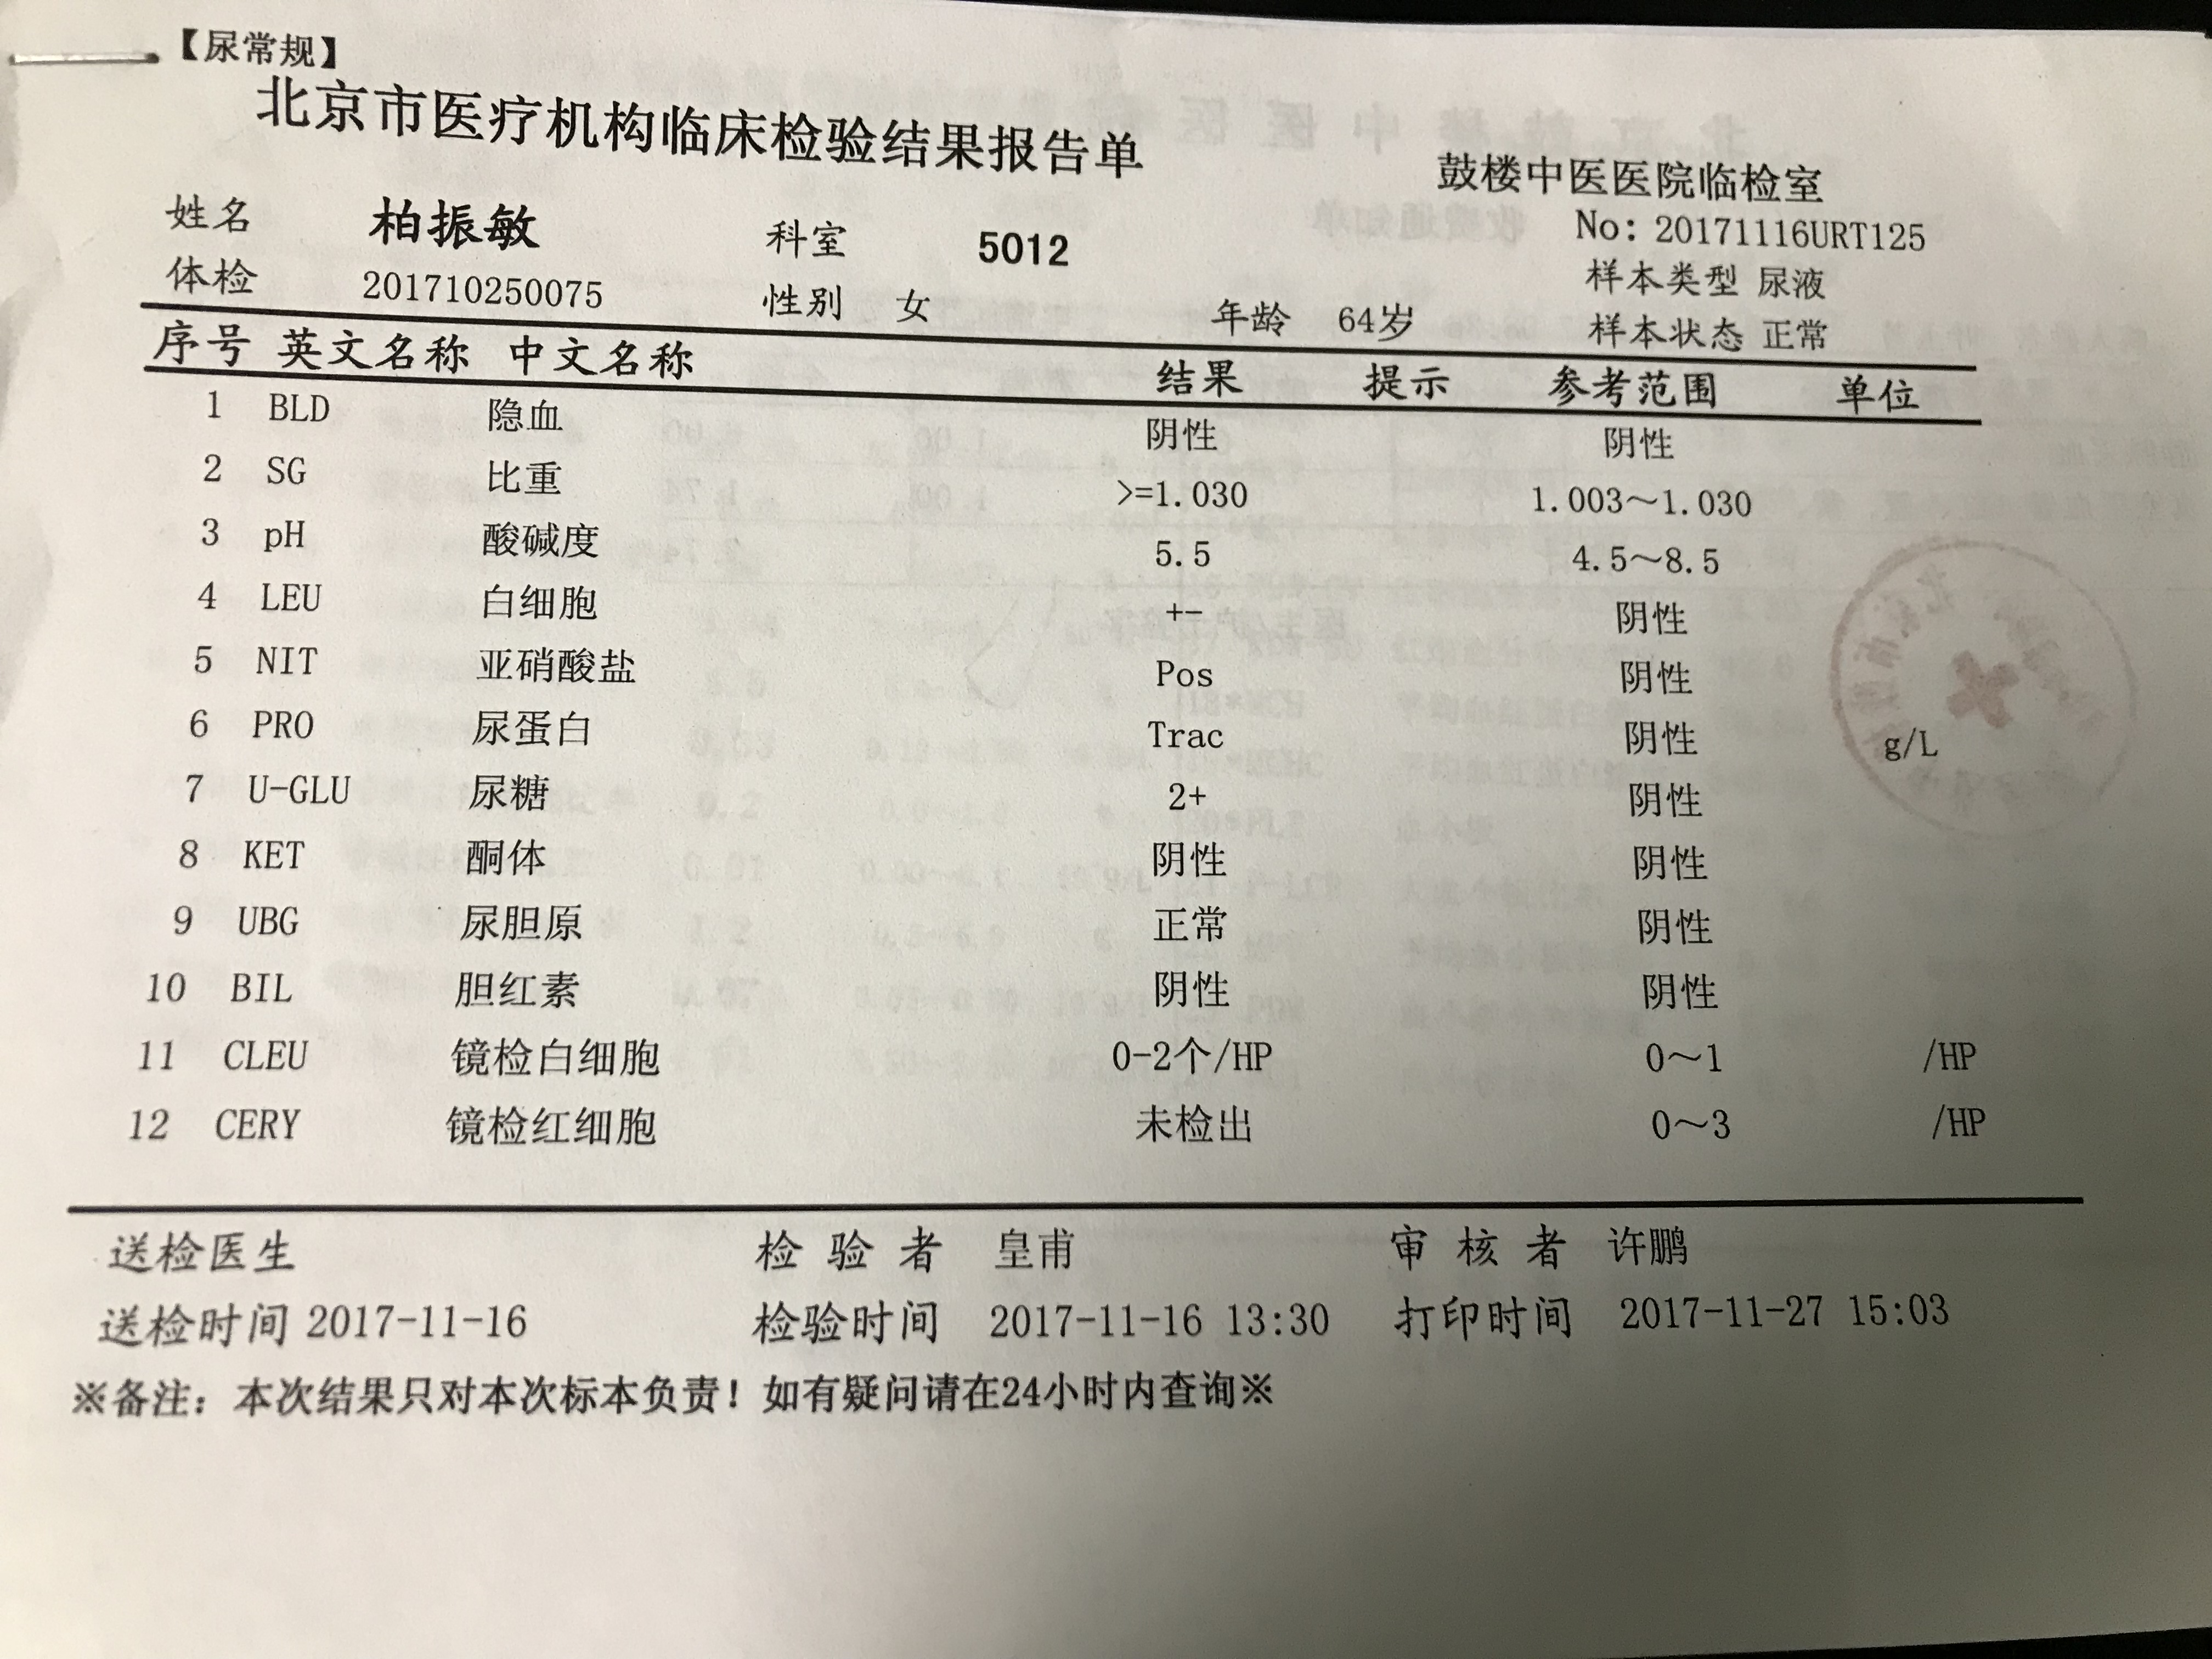 【尿常规】
北京市医疗机构临床检验结果报告单
鼓楼中医医院临检室
姓名 柏振敏 科室 5012 No: 20171116URT125
体检 201710250075 性别 女 年龄 64岁 样本类型 尿液
样本状态 正常
序号 英文名称 中文名称 结果 提示 参考范围 单位
1 BLD 隐血 阴性 阴性
2 SG 比重 >=1.030 1.003~1.030
3 pH 酸碱度 5.5 4.5~8.5
4 LEU 白细胞 +- 阴性
5 NIT 亚硝酸盐 Pos 阴性
6 PRO 尿蛋白 Trac 阴性 g/L
7 U-GLU 尿糖 2+ 阴性
8 KET 酮体 阴性 阴性
9 UBG 尿胆原 正常 阴性
10 BIL 胆红素 阴性 阴性
11 CLEU 镜检白细胞 0-2个/HP 0~1 /HP
12 CERY 镜检红细胞 未检出 0~3 /HP
送检医生 检验者 皇甫 审核者 许鹏
送检时间 2017-11-16 检验时间 2017-11-16 13:30 打印时间 2017-11-27 15:03
※备注：本次结果只对本次标本负责！如有疑问请在24小时内查询※